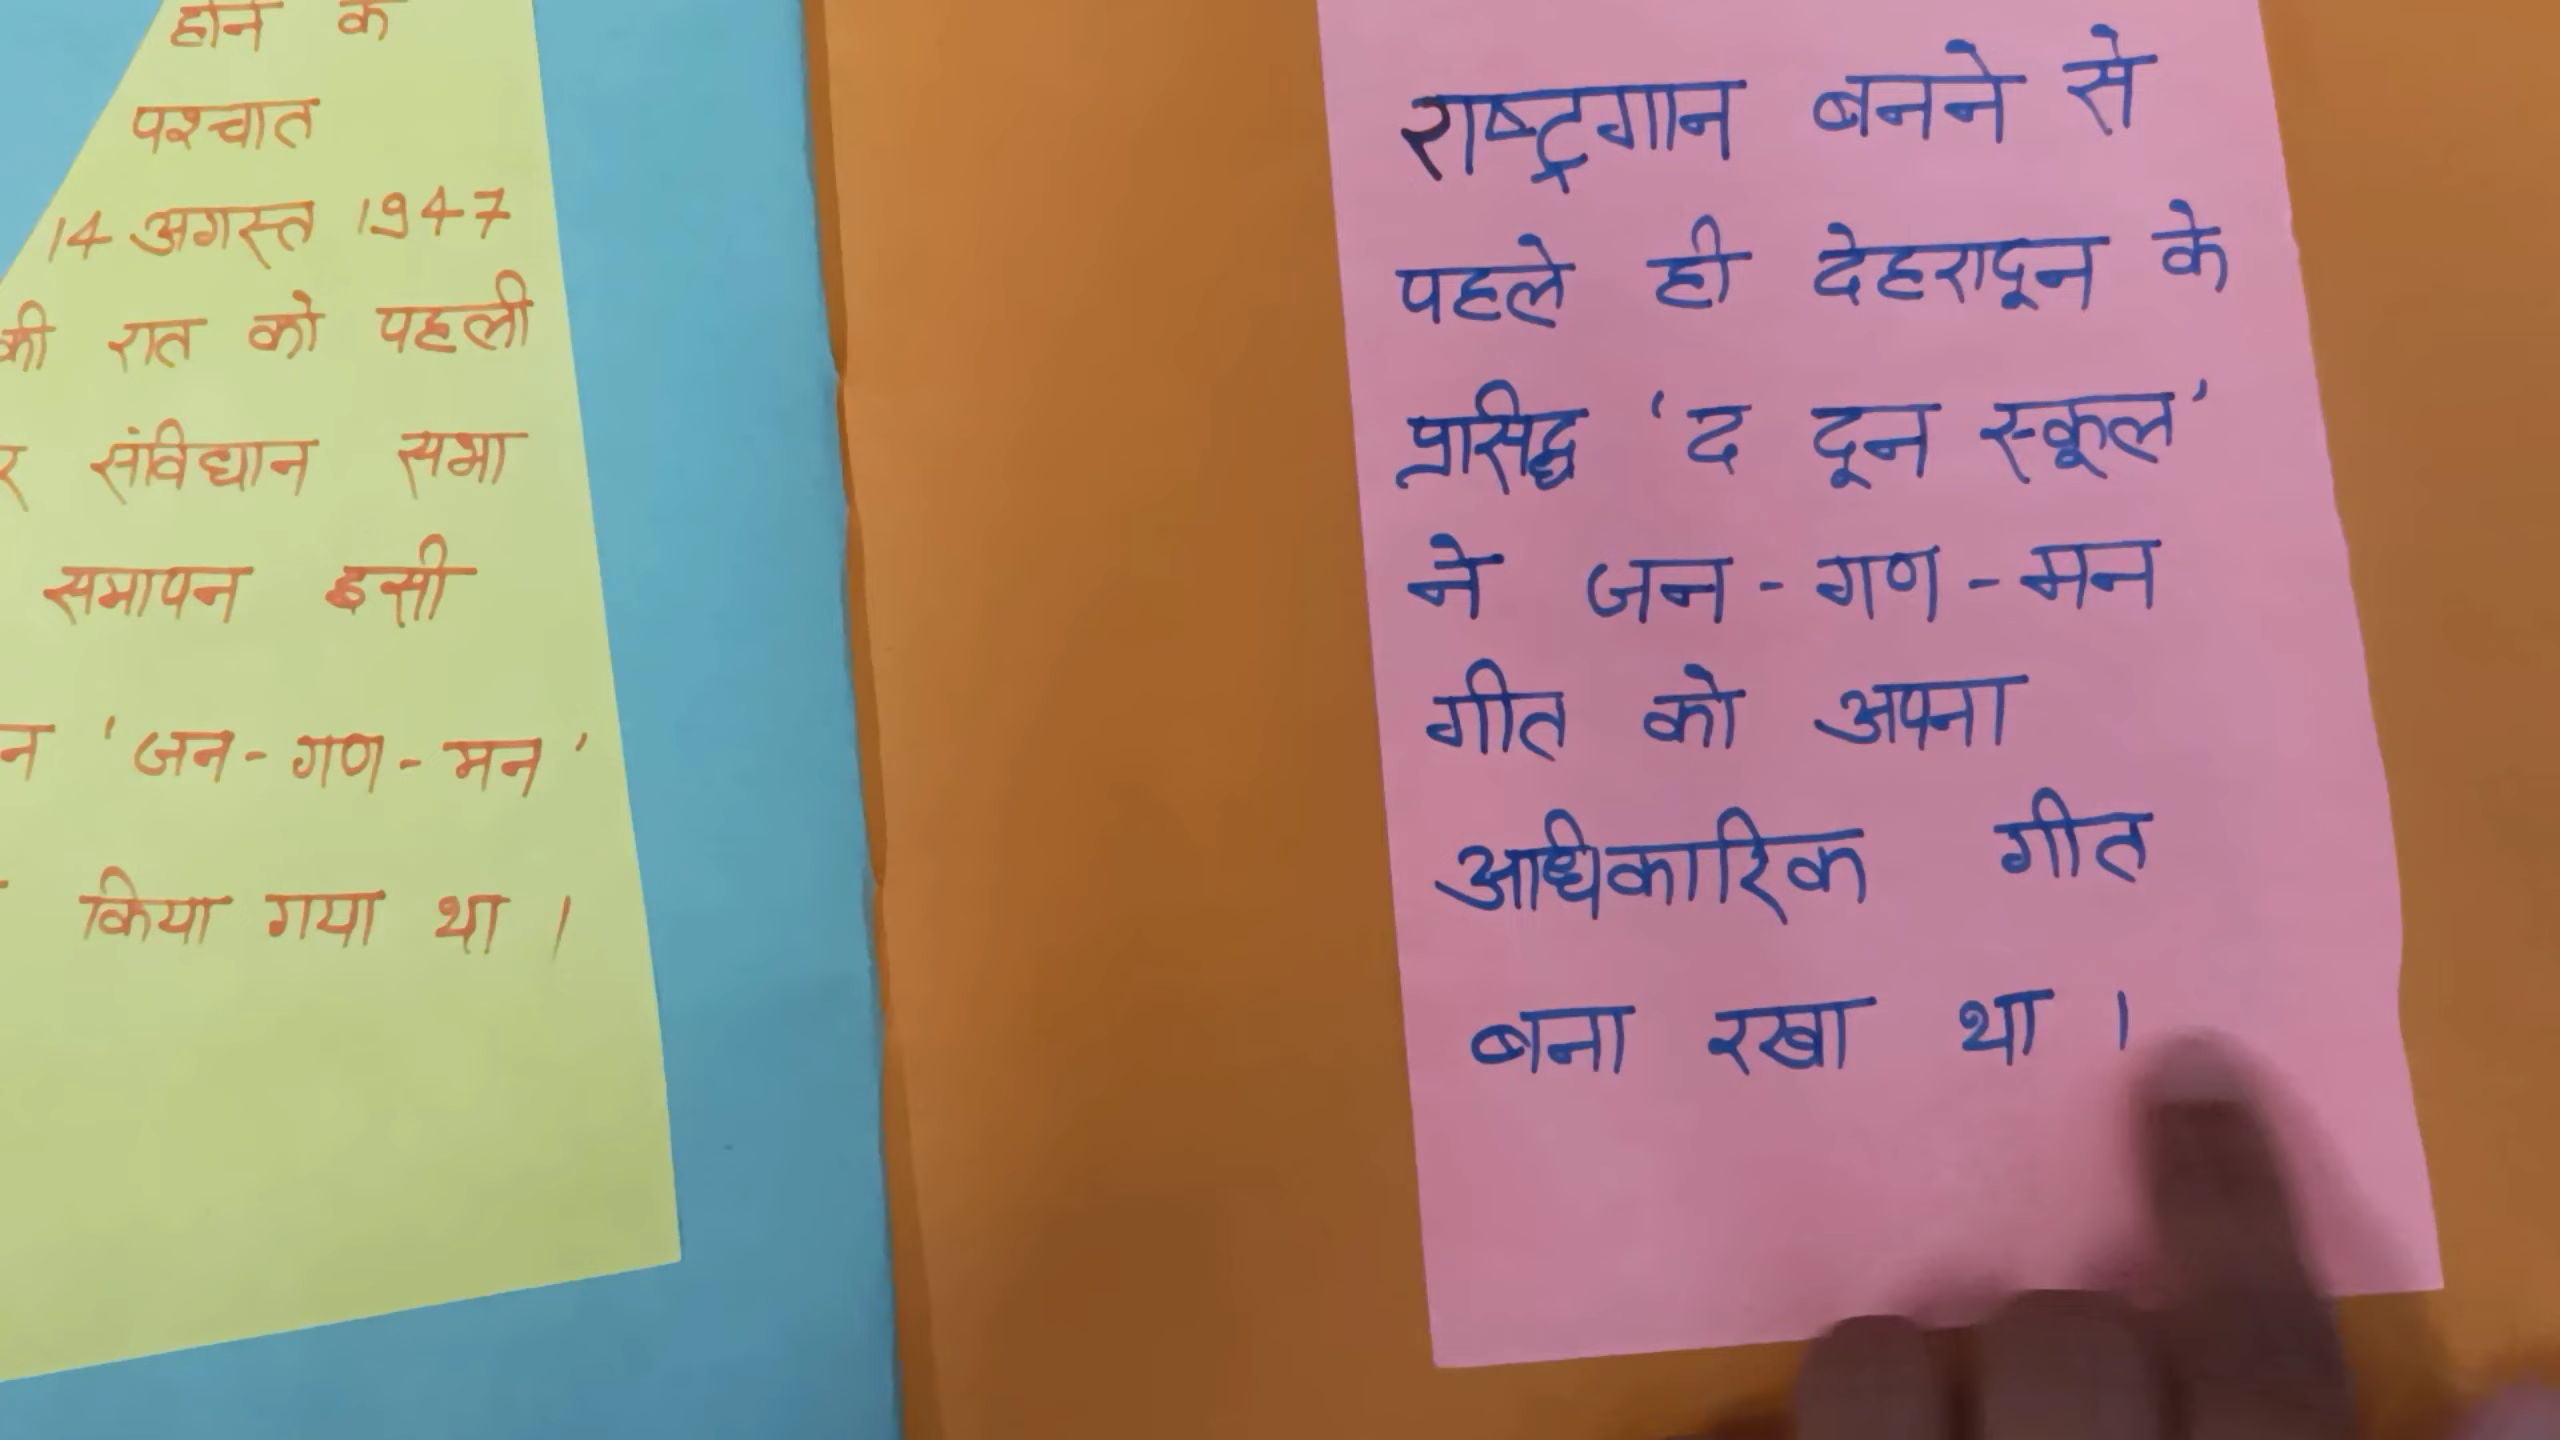 पश्चात
14 अगस्त 1947
की रात को पहली
संविधान सभा
समापन इसी
'जन-गण-मन'
किया गया था ।
राष्ट्रगान बनने से
पहले ही देहरादून के
प्रसिद्ध 'द दून स्कूल'
ने जन-गण-मन
गीत को अपना
आधिकारिक गीत
बना रखा था ।